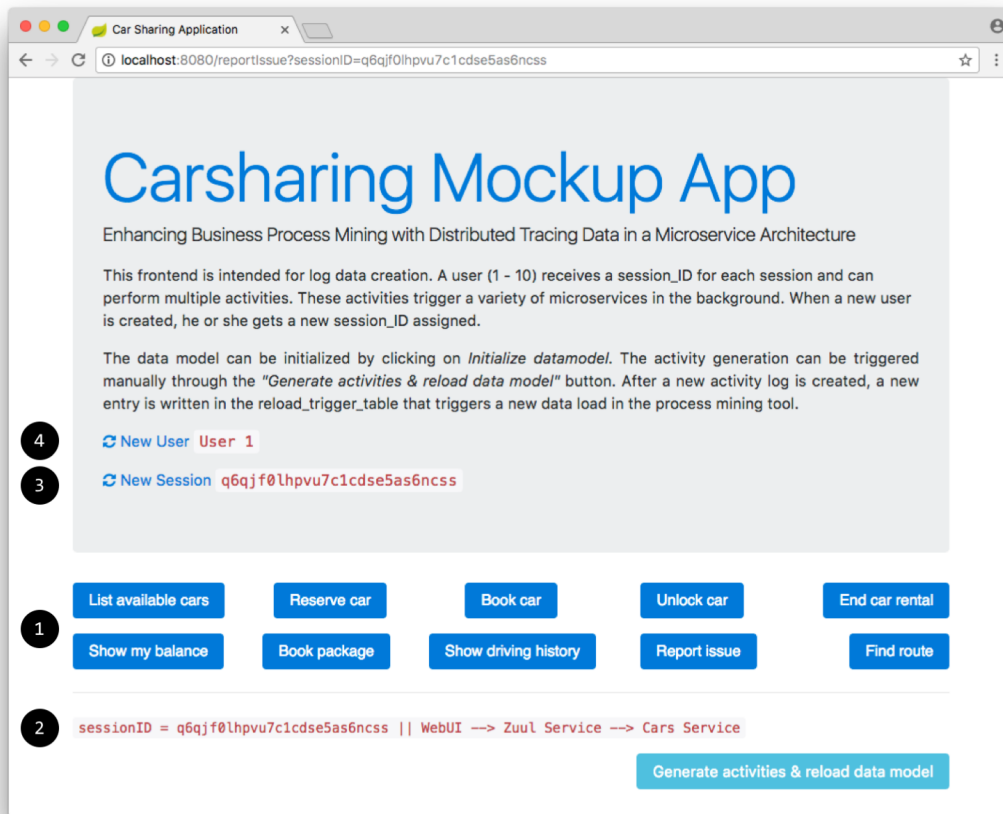 Car Sharing Application
localhost:8080/reportIssue?sessionID=q6qjf0lhpvu7c1cdse5as6ncss
Carsharing Mockup App
Enhancing Business Process Mining with Distributed Tracing Data in a Microservice Architecture
This frontend is intended for log data creation. A user (1 - 10) receives a session_ID for each session and can
perform multiple activities. These activities trigger a variety of microservices in the background. When a new user
is created, he or she gets a new session_ID assigned.
The data model can be initialized by clicking on Initialize datamodel. The activity generation can be triggered
manually through the "Generate activities & reload data model" button. After a new activity log is created, a new
entry is written in the reload_trigger_table that triggers a new data load in the process mining tool.
4 New User User 1
3 New Session q6qjf0lhpvu7c1cdse5as6ncss
List available cars Reserve car Book car Unlock car End car rental
1
Show my balance Book package Show driving history Report issue Find route
2 sessionID = q6qjf0lhpvu7c1cdse5as6ncss || WebUI --> Zuul Service --> Cars Service
Generate activities & reload data model